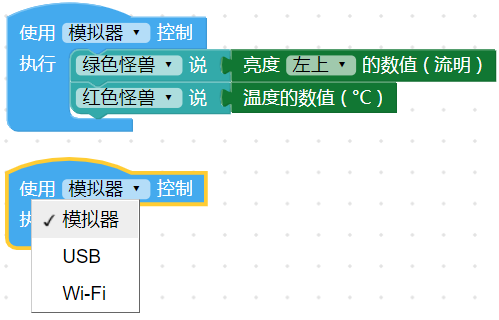 使用 模拟器 控制
执行 绿色怪兽 说 亮度 左上 的数值 ( 流明 )
红色怪兽 说 温度的数值 ( °C )
使用 模拟器 控制
模拟器
USB
Wi-Fi